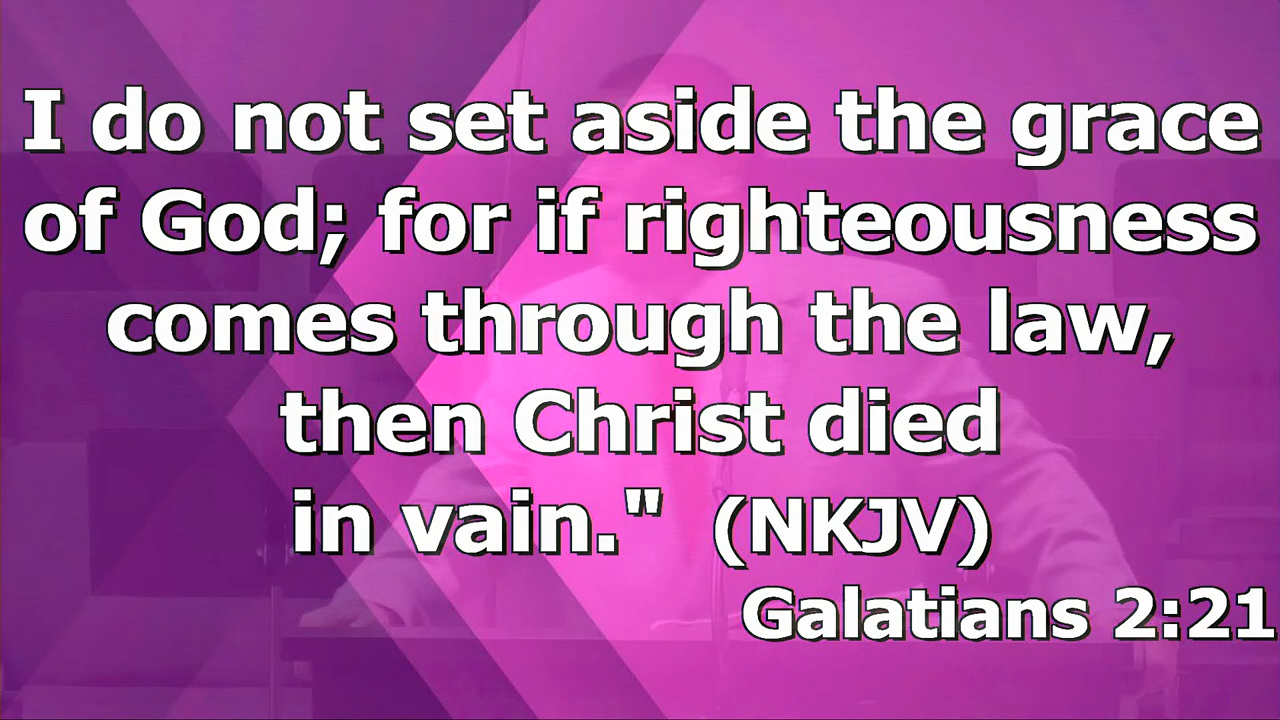 I do not set aside the grace
of God; for if righteousness
comes through the law,
then Christ died
in vain." (NKJV)
Galatians 2:21